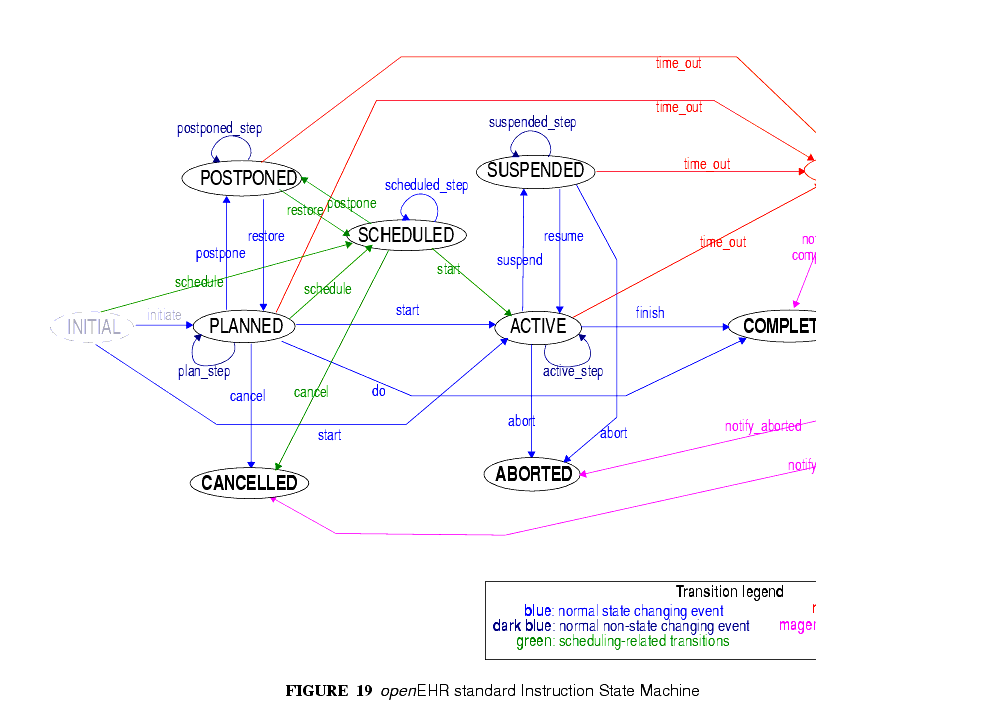 time_out
time_out
postponed_step
suspended_step
POSTPONED
SUSPENDED
time_out
scheduled_step
restore
postpone
SCHEDULED
restore
resume
time_out
postpone
suspend
start
schedule
schedule
INITIAL
initiate
PLANNED
start
ACTIVE
finish
COMPLET
plan_step
active_step
cancel
cancel
do
start
abort
abort
notify_aborted
notify
CANCELLED
ABORTED
Transition legend
blue: normal state changing event
dark blue: normal non-state changing event
green: scheduling-related transitions
FIGURE 19 openEHR standard Instruction State Machine